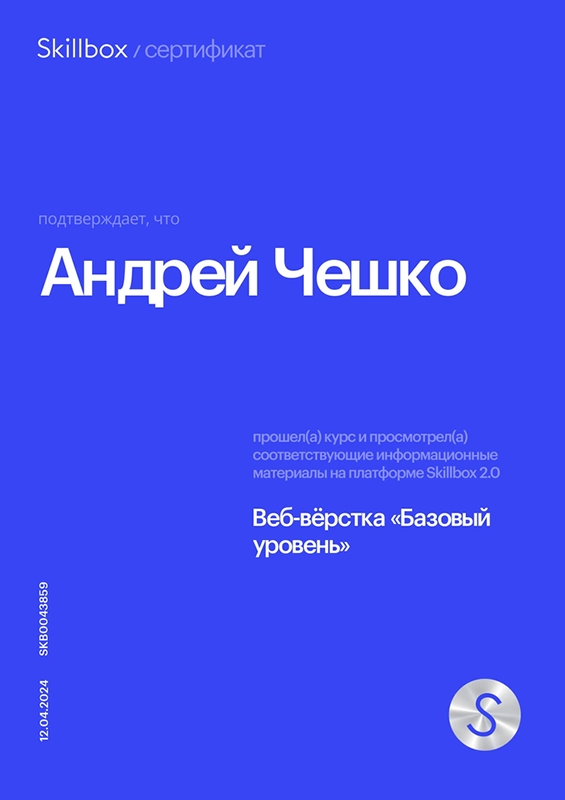 Skillbox / сертификат
подтверждает, что
Андрей Чешко
прошел(а) курс и просмотрел(а)
соответствующие информационные
материалы на платформе Skillbox 2.0
Веб-вёрстка «Базовый
уровень»
SKB0043859
12.04.2024
S